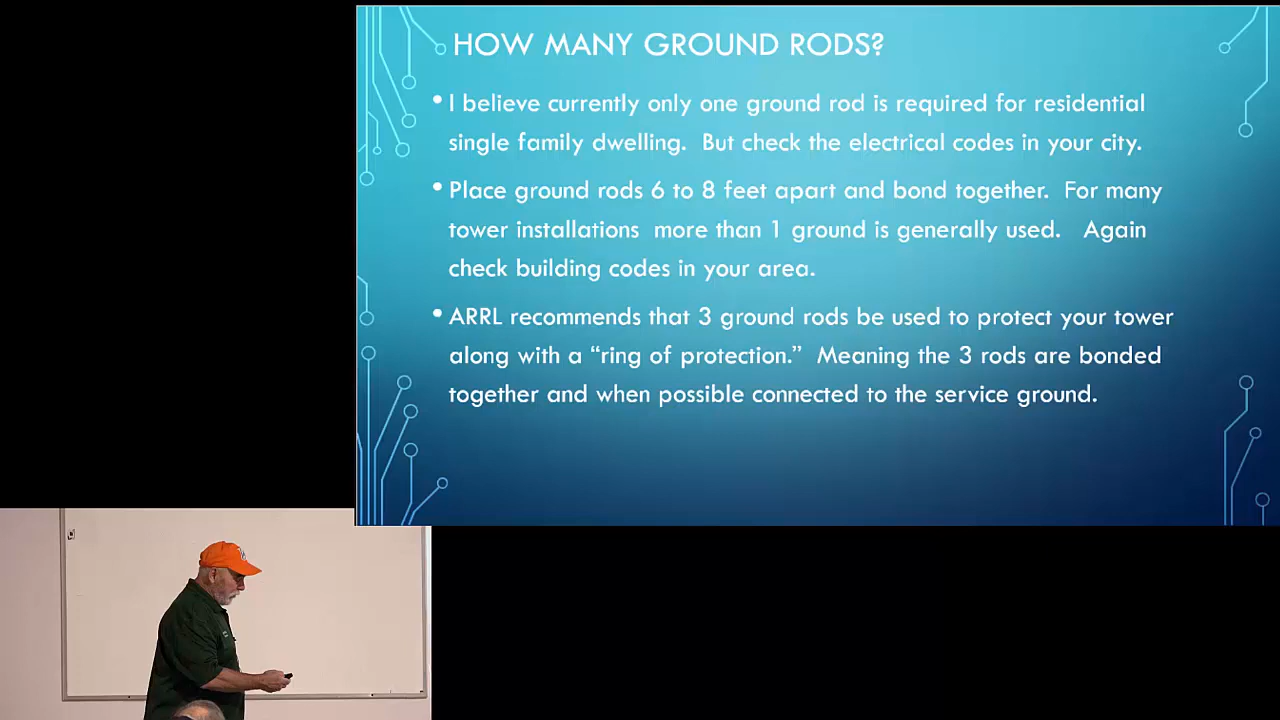 HOW MANY GROUND RODS?
• I believe currently only one ground rod is required for residential
single family dwelling. But check the electrical codes in your city.
• Place ground rods 6 to 8 feet apart and bond together. For many
tower installations more than 1 ground is generally used. Again
check building codes in your area.
• ARRL recommends that 3 ground rods be used to protect your tower
along with a “ring of protection.” Meaning the 3 rods are bonded
together and when possible connected to the service ground.